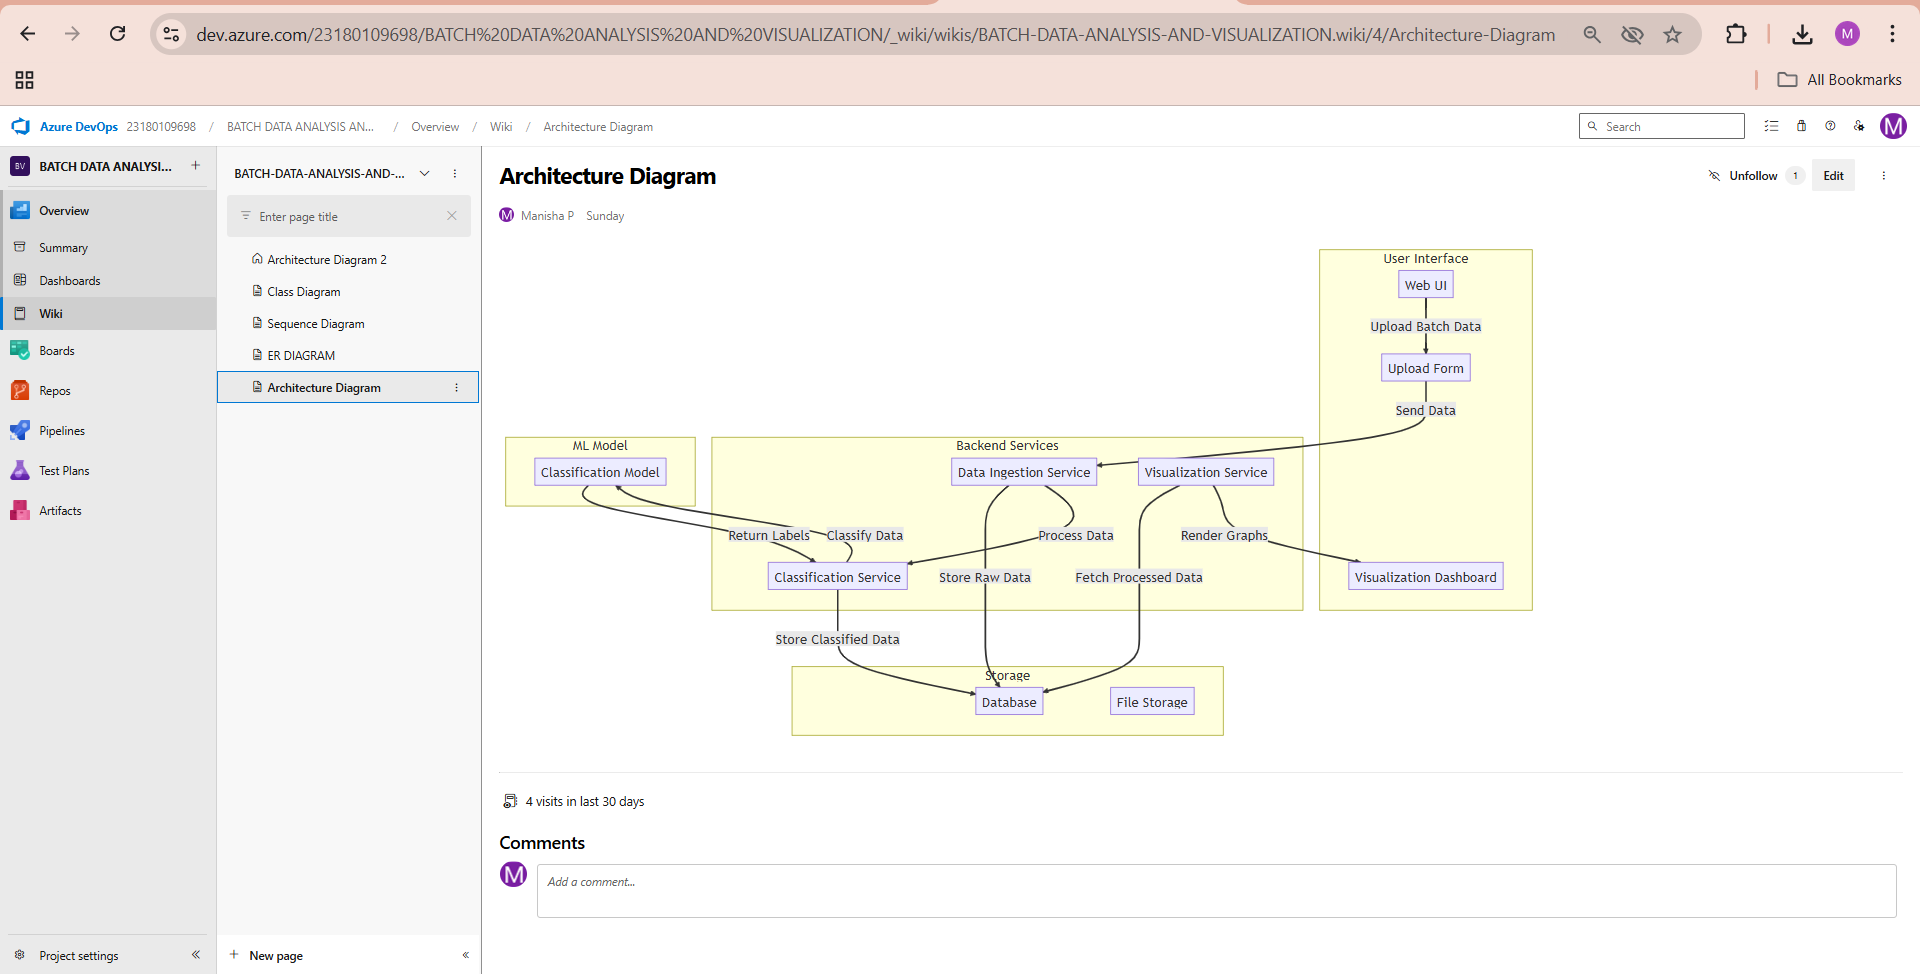 dev.azure.com/23180109698/BATCH%20DATA%20ANALYSIS%20AND%20VISUALIZATION/_wiki/wikis/BATCH-DATA-ANALYSIS-AND-VISUALIZATION.wiki/4/Architecture-Diagram
M
All Bookmarks
Azure DevOps 23180109698 / BATCH DATA ANALYSIS AN... / Overview / Wiki / Architecture Diagram
Search
M
BV BATCH DATA ANALYSI... +
Overview
Summary
Dashboards
Wiki
Boards
Repos
Pipelines
Test Plans
Artifacts
Project settings
BATCH-DATA-ANALYSIS-AND-...
Enter page title
Architecture Diagram 2
Class Diagram
Sequence Diagram
ER DIAGRAM
Architecture Diagram
+ New page
Architecture Diagram
Unfollow 1 Edit
M Manisha P Sunday
User Interface
Web UI
Upload Batch Data
Upload Form
Send Data
ML Model
Classification Model
Backend Services
Data Ingestion Service
Visualization Service
Return Labels
Classify Data
Process Data
Render Graphs
Classification Service
Store Raw Data
Fetch Processed Data
Visualization Dashboard
Store Classified Data
Storage
Database
File Storage
4 visits in last 30 days
Comments
M
Add a comment...